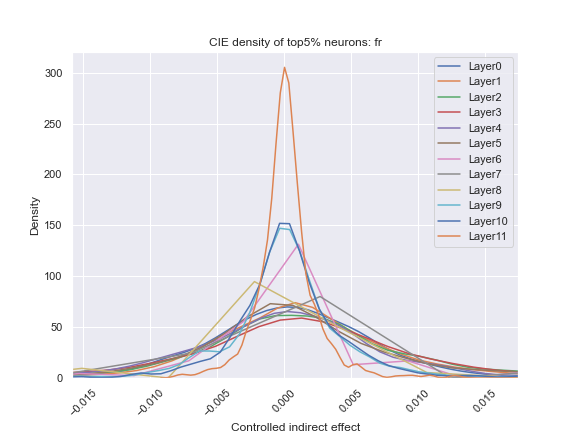 CIE density of top5% neurons: fr
Density
300
250
200
150
100
50
0
−0.015
−0.010
−0.005
0.000
0.005
0.010
0.015
Controlled indirect effect
Layer0
Layer1
Layer2
Layer3
Layer4
Layer5
Layer6
Layer7
Layer8
Layer9
Layer10
Layer11